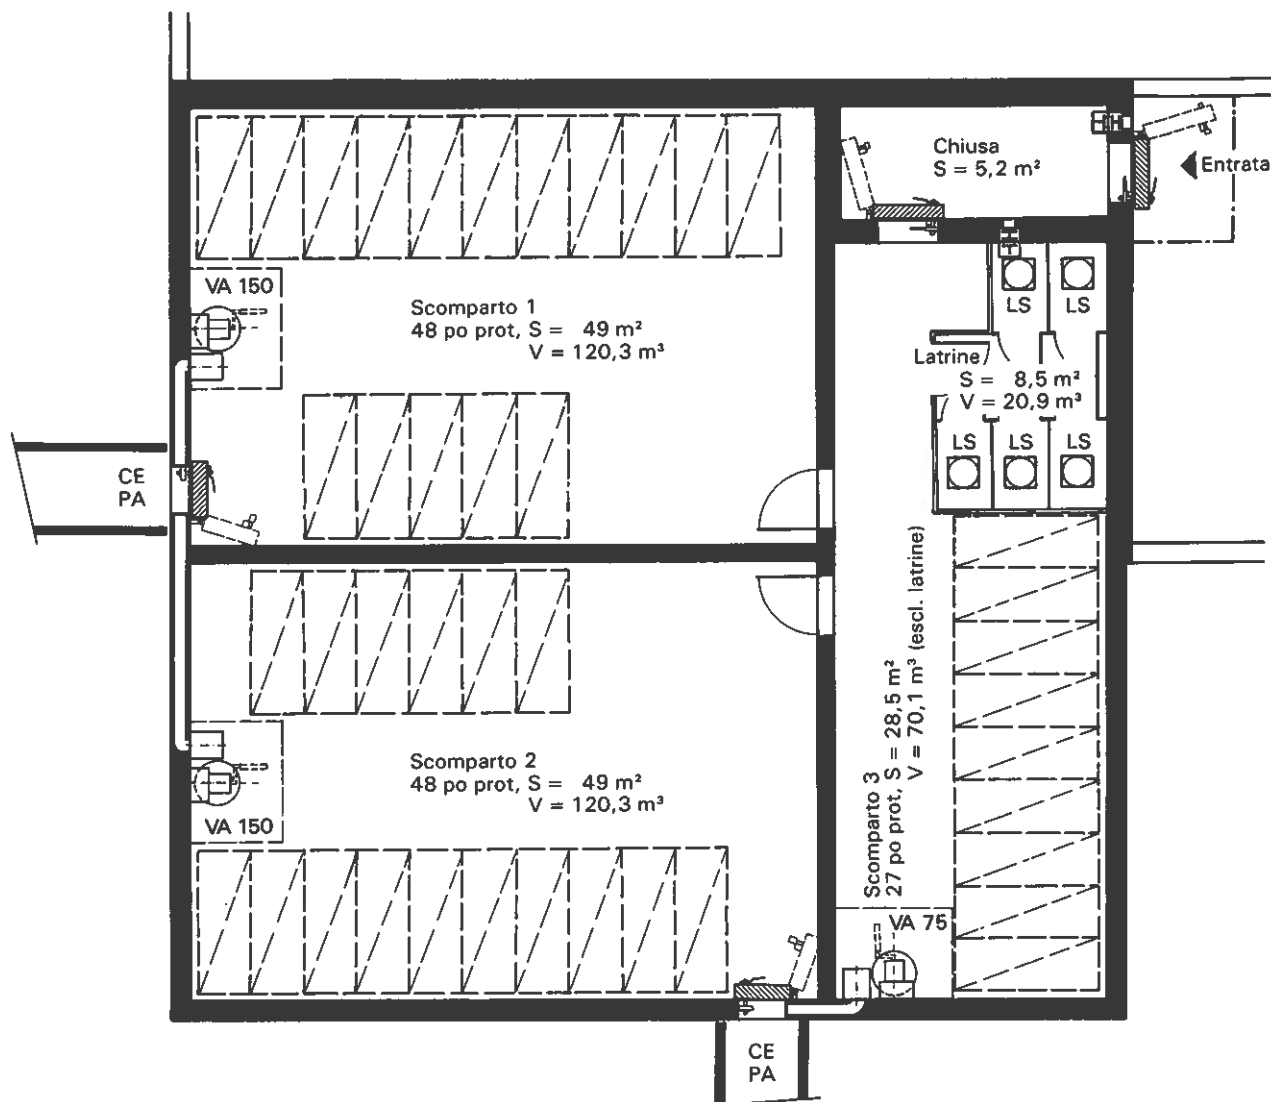 Chiusa
S = 5,2 m²
Entrata
VA 150
Scomparto 1
48 po prot, S = 49 m²
V = 120,3 m³
LS
LS
Latrine
S = 8,5 m²
V = 20,9 m³
LS
LS
LS
CE
PA
Scomparto 2
48 po prot, S = 49 m²
V = 120,3 m³
VA 150
Scomparto 3
27 po prot, S = 28,5 m²
V = 70,1 m³ (escl. latrine)
VA 75
CE
PA